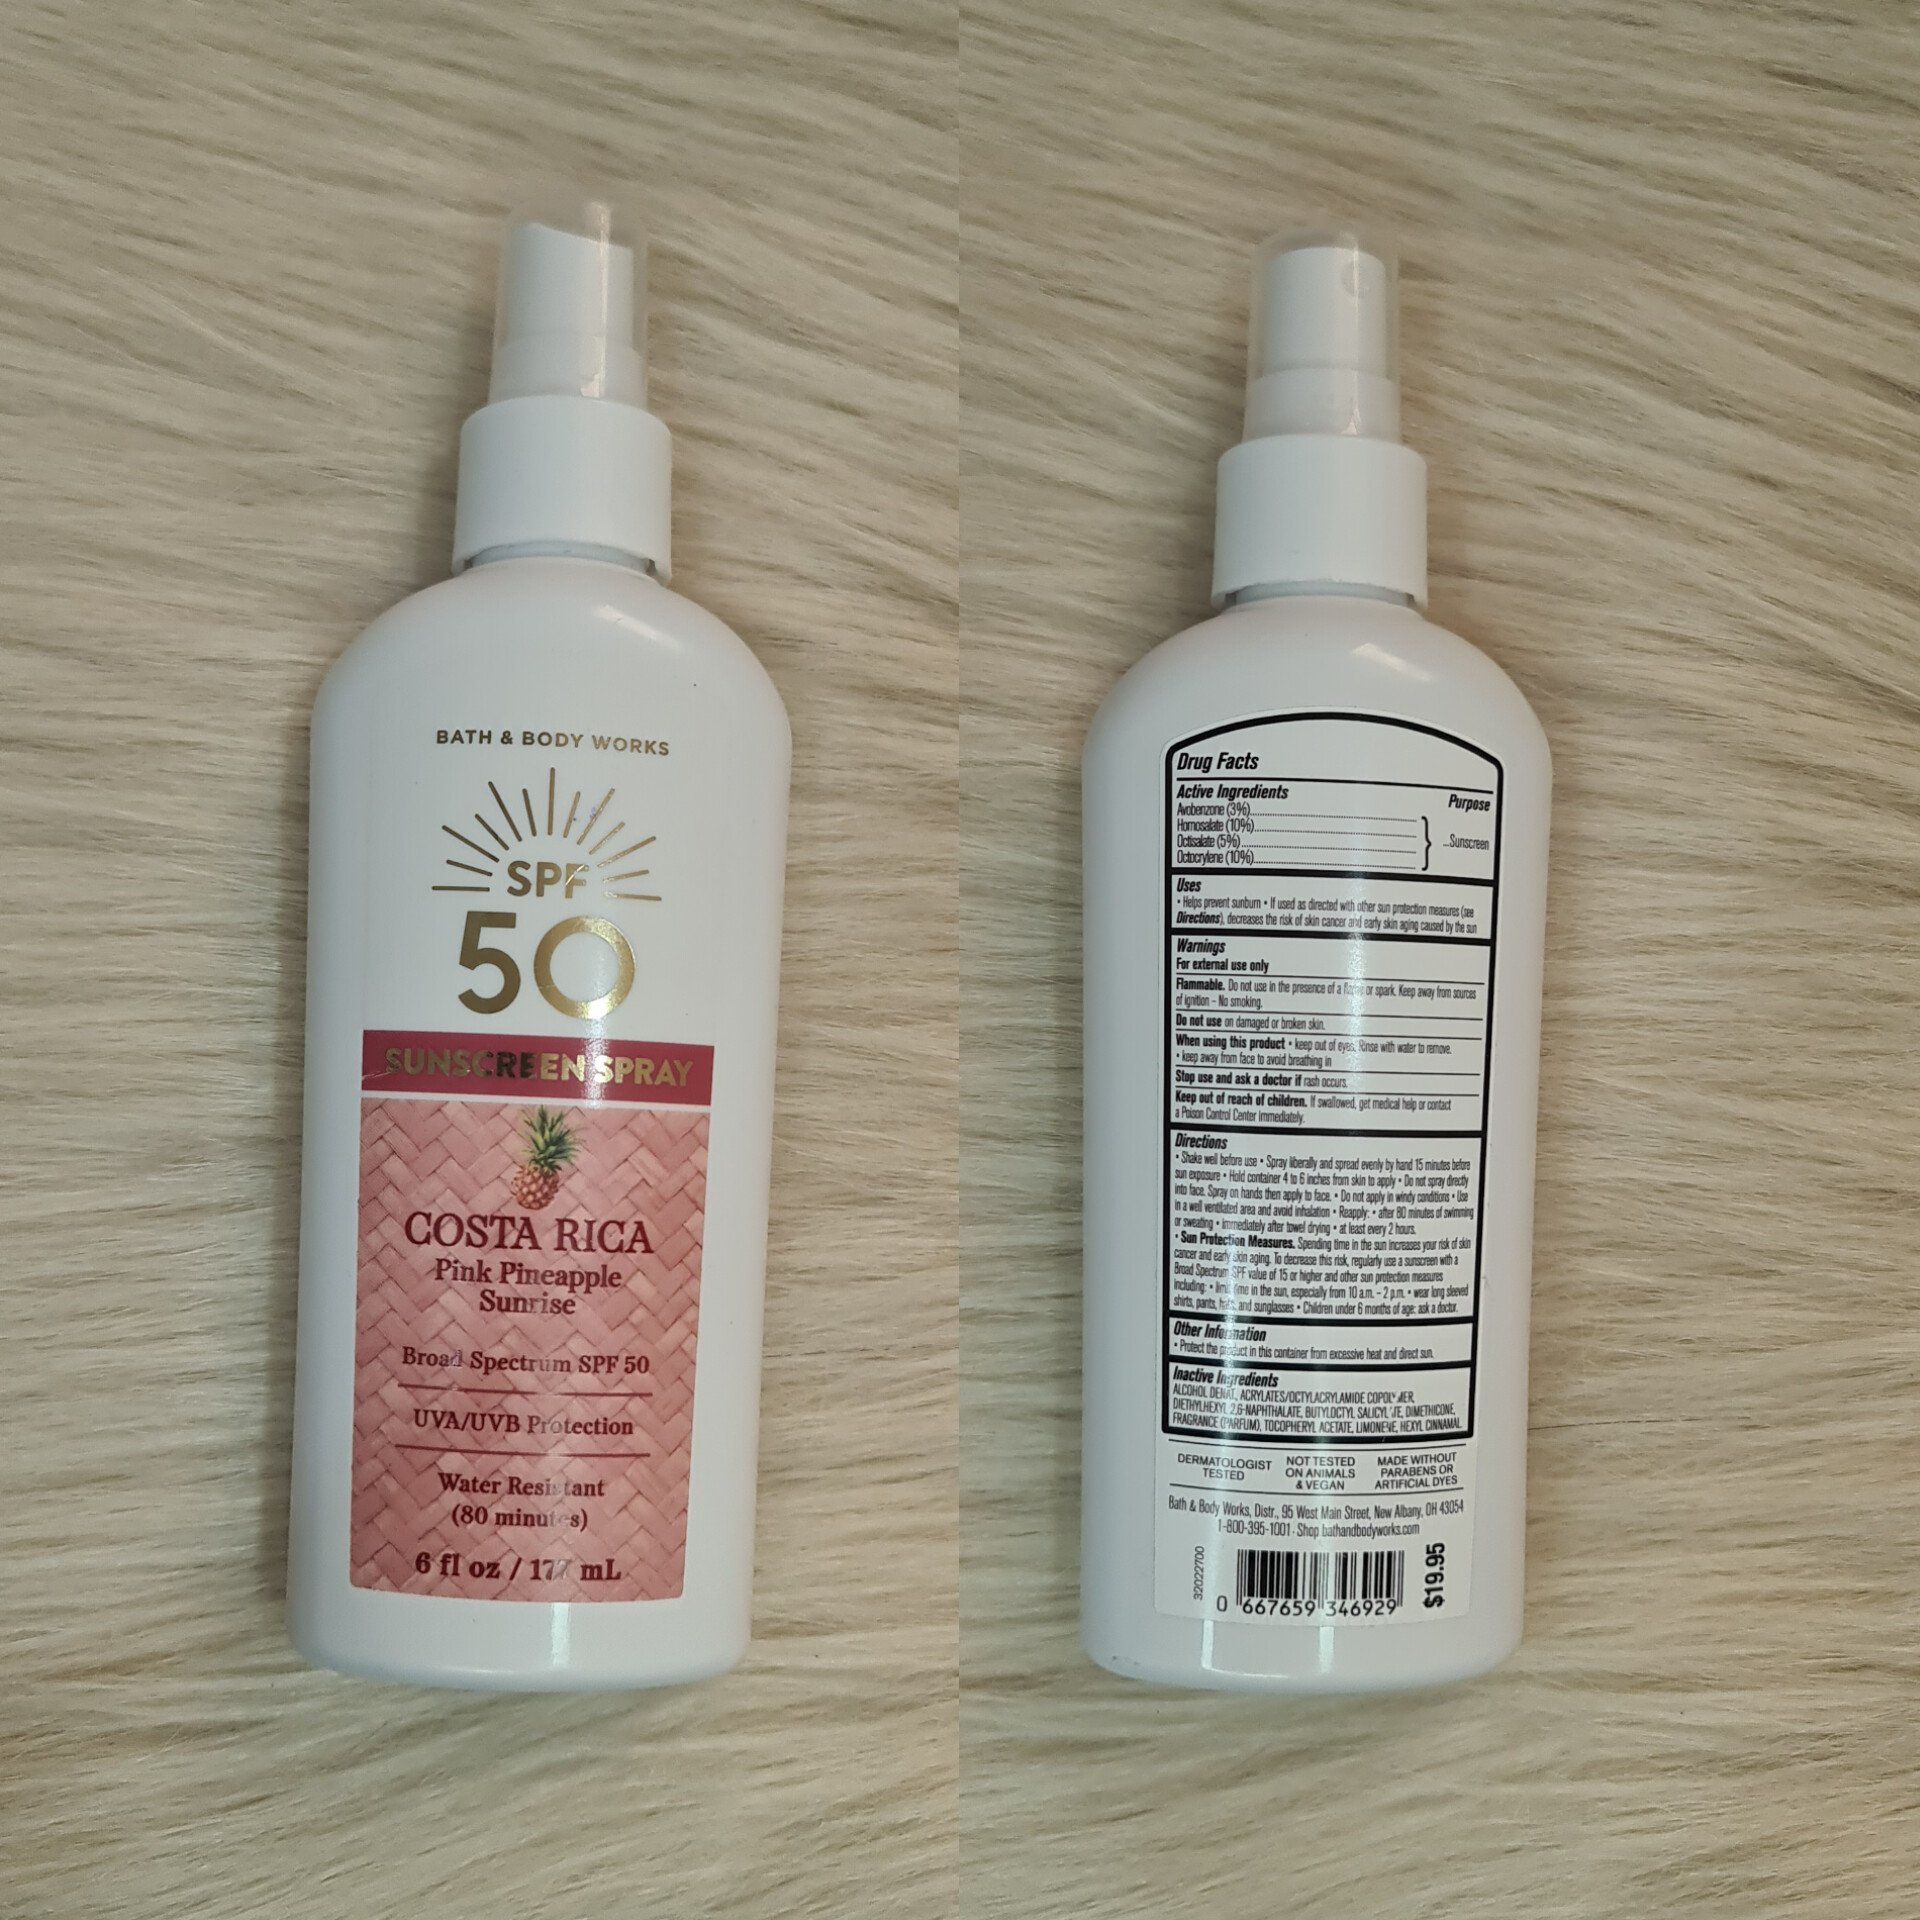 BATH & BODY WORKS
SPF
50
SUNSCREEN SPRAY
COSTA RICA
Pink Pineapple
Sunrise
Broad Spectrum SPF 50
UVA/UVB Protection
Water Resistant
(80 minutes)
6 fl oz / 177 mL
Drug Facts
Active Ingredients Purpose
Avobenzone (3%)
Homosalate (10%)
Octisalate (5%) ...Sunscreen
Octocrylene (10%)
Uses
• Helps prevent sunburn • If used as directed with other sun protection measures (see
Directions), decreases the risk of skin cancer and early skin aging caused by the sun
Warnings
For external use only
Flammable. Do not use in the presence of a flame or spark. Keep away from sources
of ignition - No smoking.
Do not use on damaged or broken skin.
When using this product • keep out of eyes. Rinse with water to remove.
• keep away from face to avoid breathing in
Stop use and ask a doctor if rash occurs.
Keep out of reach of children. If swallowed, get medical help or contact
a Poison Control Center immediately.
Directions
• Shake well before use • Spray liberally and spread evenly by hand 15 minutes before
sun exposure • Hold container 4 to 6 inches from skin to apply • Do not spray directly
into face. Spray on hands then apply to face. • Do not apply in windy conditions • Use
in a well ventilated area and avoid inhalation • Reapply: • after 80 minutes of swimming
or sweating • immediately after towel drying • at least every 2 hours.
• Sun Protection Measures. Spending time in the sun increases your risk of skin
cancer and early skin aging. To decrease this risk, regularly use a sunscreen with a
Broad Spectrum SPF value of 15 or higher and other sun protection measures
including: • limit time in the sun, especially from 10 a.m. - 2 p.m. • wear long sleeved
shirts, pants, hats, and sunglasses • Children under 6 months of age: ask a doctor.
Other Information
• Protect the product in this container from excessive heat and direct sun.
Inactive Ingredients
ALCOHOL DENAT., ACRYLATES/OCTYLACRYLAMIDE COPOLYMER,
DIETHYLHEXYL 2,6-NAPHTHALATE, BUTYLOCTYL SALICYLATE, DIMETHICONE,
FRAGRANCE (PARFUM), TOCOPHERYL ACETATE, LIMONENE, HEXYL CINNAMAL
DERMATOLOGIST
TESTED
NOT TESTED
ON ANIMALS
& VEGAN
MADE WITHOUT
PARABENS OR
ARTIFICIAL DYES
Bath & Body Works, Distr., 95 West Main Street, New Albany, OH 43054
1-800-395-1001 · Shop bathandbodyworks.com
32022700
0 667659 346929
$19.95